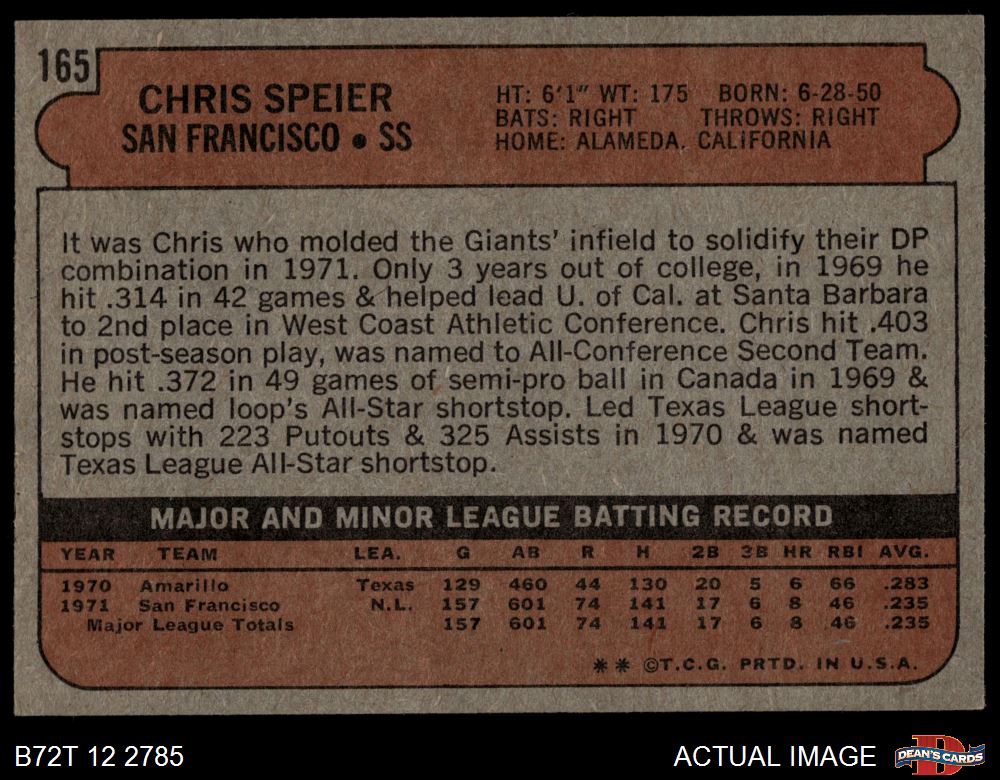 165
CHRIS SPEIER
SAN FRANCISCO • SS
HT: 6'1" WT: 175 BORN: 6-28-50
BATS: RIGHT THROWS: RIGHT
HOME: ALAMEDA, CALIFORNIA
It was Chris who molded the Giants' infield to solidify their DP
combination in 1971. Only 3 years out of college, in 1969 he
hit .314 in 42 games & helped lead U. of Cal. at Santa Barbara
to 2nd place in West Coast Athletic Conference. Chris hit .403
in post-season play, was named to All-Conference Second Team.
He hit .372 in 49 games of semi-pro ball in Canada in 1969 &
was named loop's All-Star shortstop. Led Texas League short-
stops with 223 Putouts & 325 Assists in 1970 & was named
Texas League All-Star shortstop.
MAJOR AND MINOR LEAGUE BATTING RECORD
YEAR TEAM LEA. G AB R H 2B 3B HR RBI AVG.
1970 Amarillo Texas 129 460 44 130 20 5 6 66 .283
1971 San Francisco N.L. 157 601 74 141 17 6 8 46 .235
Major League Totals 157 601 74 141 17 6 8 46 .235
** ©T.C.G. PRTD. IN U.S.A.
B72T 12 2785
ACTUAL IMAGE
D
DEAN'S CARDS